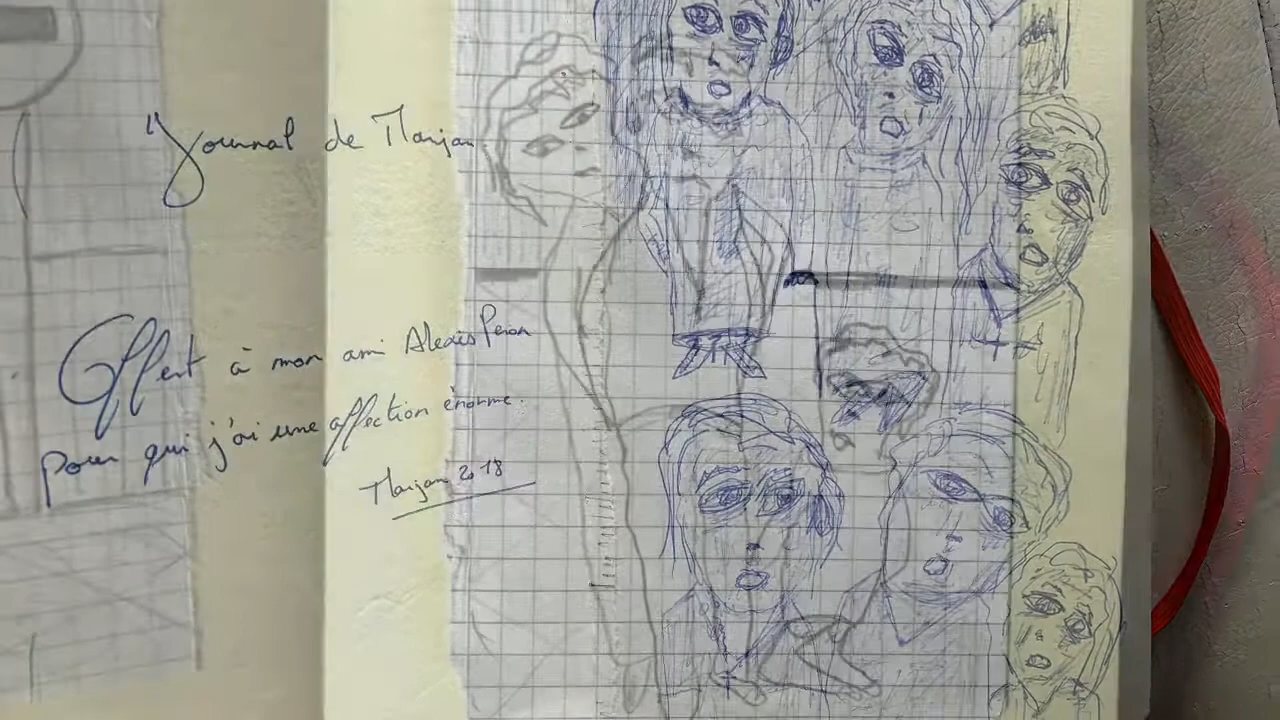 "Journal de Marjan
Offert à mon ami Alexis Peron
pour qui j'ai une affection énorme.
Marjan 2018